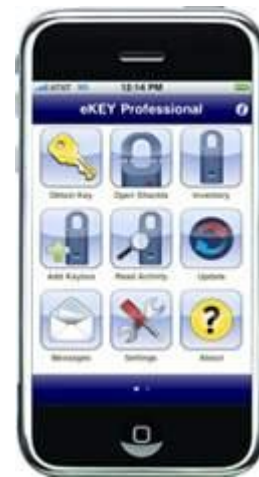 AT&T 3G 12:14 PM
eKEY Professional
Obtain Key Open Shackle Inventory
Add Keybox Read Activity Update
?
Messages Settings About